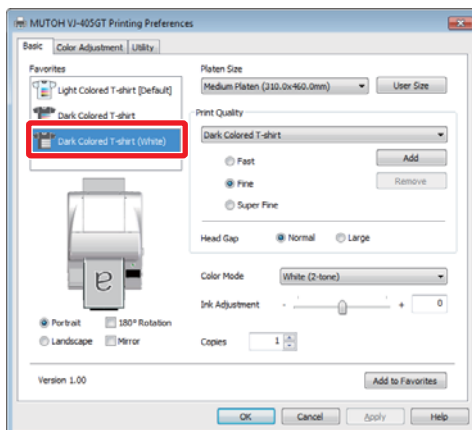 MUTOH VJ-405GT Printing Preferences
Basic Color Adjustment Utility
Favorites
Light Colored T-shirt [Default]
Dark Colored T-shirt
Dark Colored T-shirt (White)
a
Portrait 180° Rotation
Landscape Mirror
Platen Size
Medium Platen (310.0x460.0mm) User Size
Print Quality
Dark Colored T-shirt
Fast Add
Fine Remove
Super Fine
Head Gap Normal Large
Color Mode White (2-tone)
Ink Adjustment - + 0
Copies 1
Version 1.00 Add to Favorites
OK Cancel Apply Help